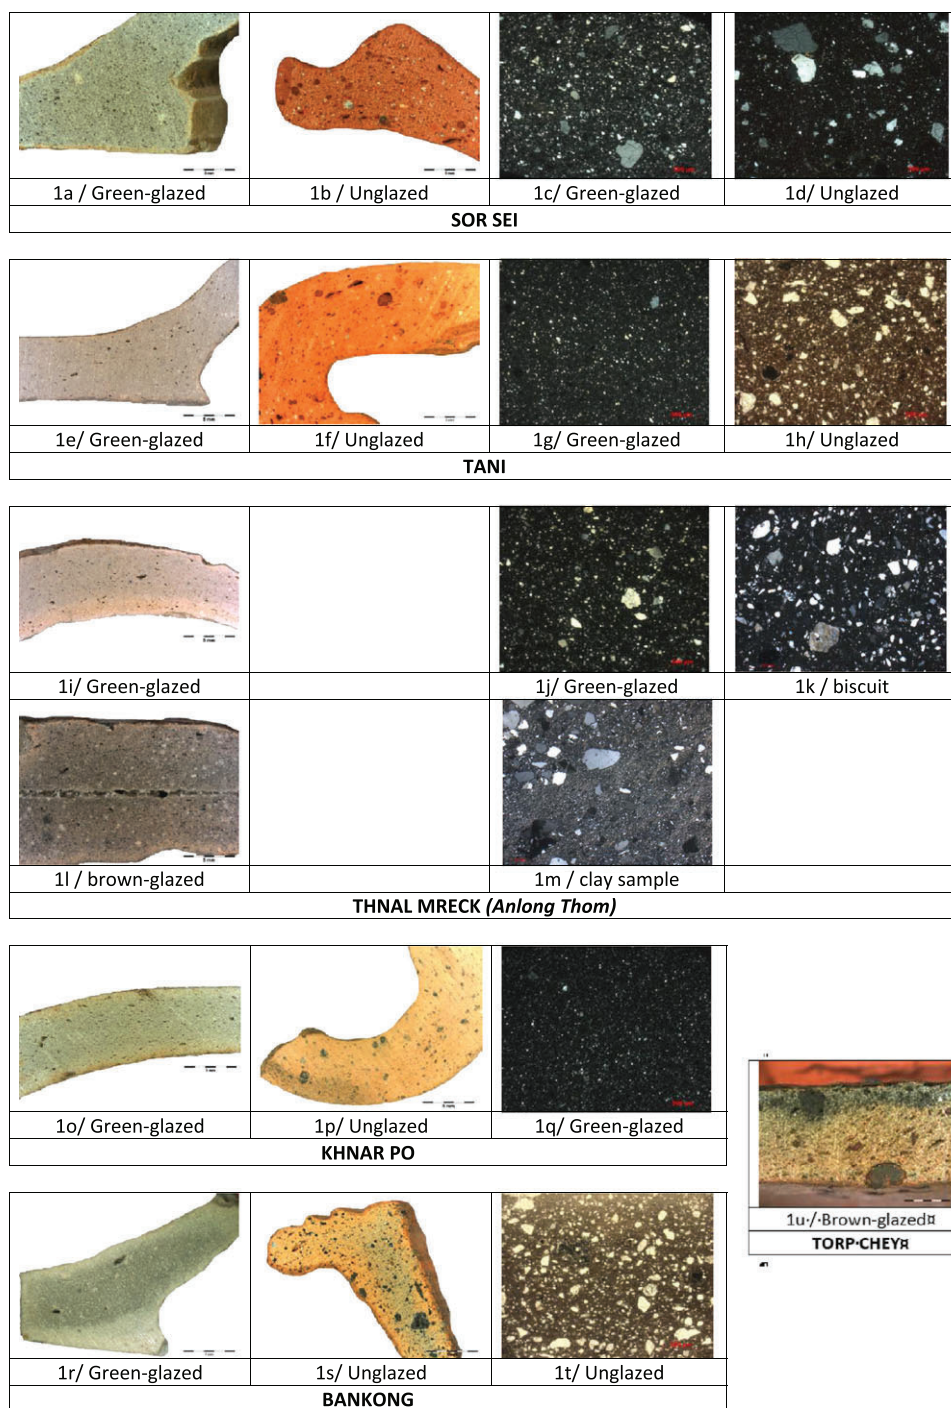 1a / Green-glazed 1b / Unglazed 1c/ Green-glazed 1d/ Unglazed
SOR SEI
1e/ Green-glazed 1f/ Unglazed 1g/ Green-glazed 1h/ Unglazed
TANI
1i/ Green-glazed 1j/ Green-glazed 1k / biscuit
1l / brown-glazed 1m / clay sample
THNAL MRECK (Anlong Thom)
1o/ Green-glazed 1p/ Unglazed 1q/ Green-glazed
KHNAR PO
1u·/·Brown-glazed¤
TORP·CHEY¤
1r/ Green-glazed 1s/ Unglazed 1t/ Unglazed
BANKONG